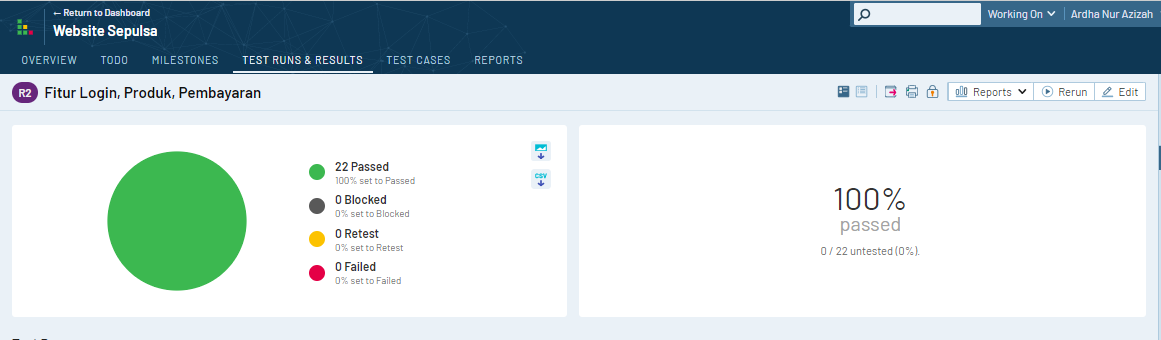 ← Return to Dashboard
Website Sepulsa
Working On
Ardha Nur Azizah
OVERVIEW
TODO
MILESTONES
TEST RUNS & RESULTS
TEST CASES
REPORTS
R2
Fitur Login, Produk, Pembayaran
Reports
Rerun
Edit
22 Passed
100% set to Passed
0 Blocked
0% set to Blocked
0 Retest
0% set to Retest
0 Failed
0% set to Failed
CSV
100%
passed
0 / 22 untested (0%).